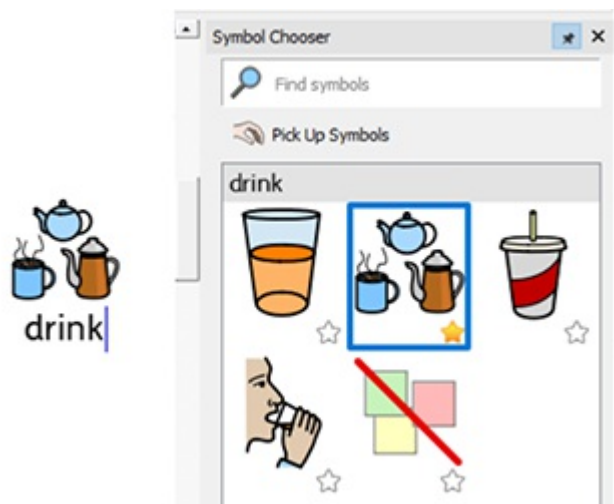 Symbol Chooser
Find symbols
Pick Up Symbols
drink
drink